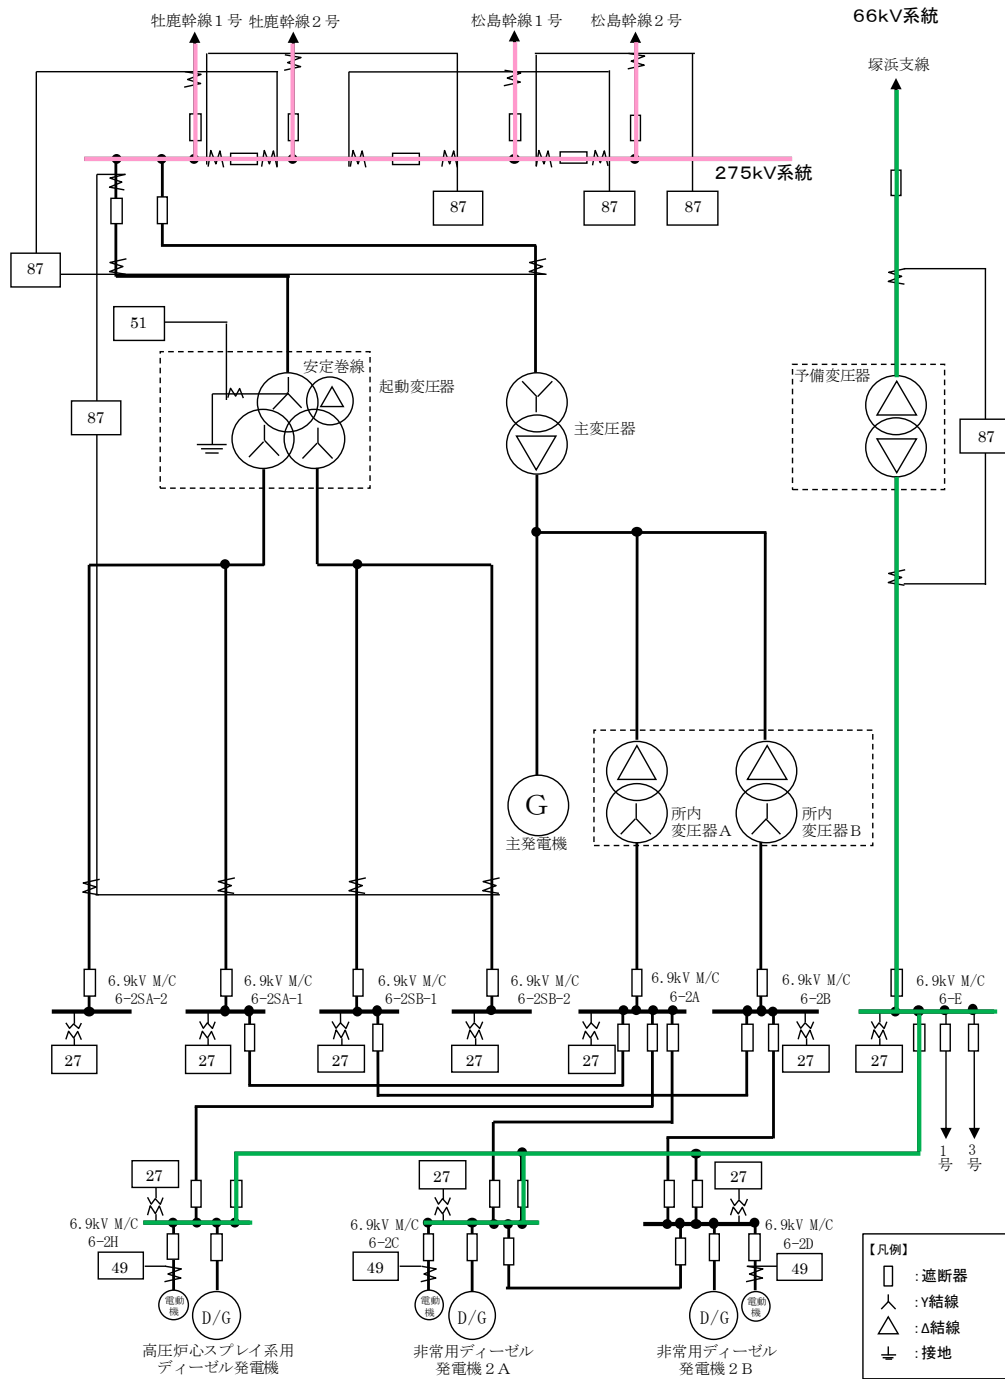 牡鹿幹線１号
牡鹿幹線２号
松島幹線１号
松島幹線２号
66kV系統
塚浜支線
275kV系統
87
87
87
87
51
安定巻線
起動変圧器
87
主変圧器
予備変圧器
87
G
主発電機
所内
変圧器Ａ
所内
変圧器Ｂ
6.9kV M/C
6-2SA-2
6.9kV M/C
6-2SA-1
6.9kV M/C
6-2SB-1
6.9kV M/C
6-2SB-2
6.9kV M/C
6-2A
6.9kV M/C
6-2B
6.9kV M/C
6-E
27
27
27
27
27
27
27
1
号
3
号
27
27
27
6.9kV M/C
6-2H
6.9kV M/C
6-2C
6.9kV M/C
6-2D
49
49
49
電動
機
D/G
電動
機
D/G
D/G
電動
機
高圧炉心スプレイ系用
ディーゼル発電機
非常用ディーゼル
発電機２Ａ
非常用ディーゼル
発電機２Ｂ
【凡例】
:遮断器
:Y結線
:Δ結線
:接地